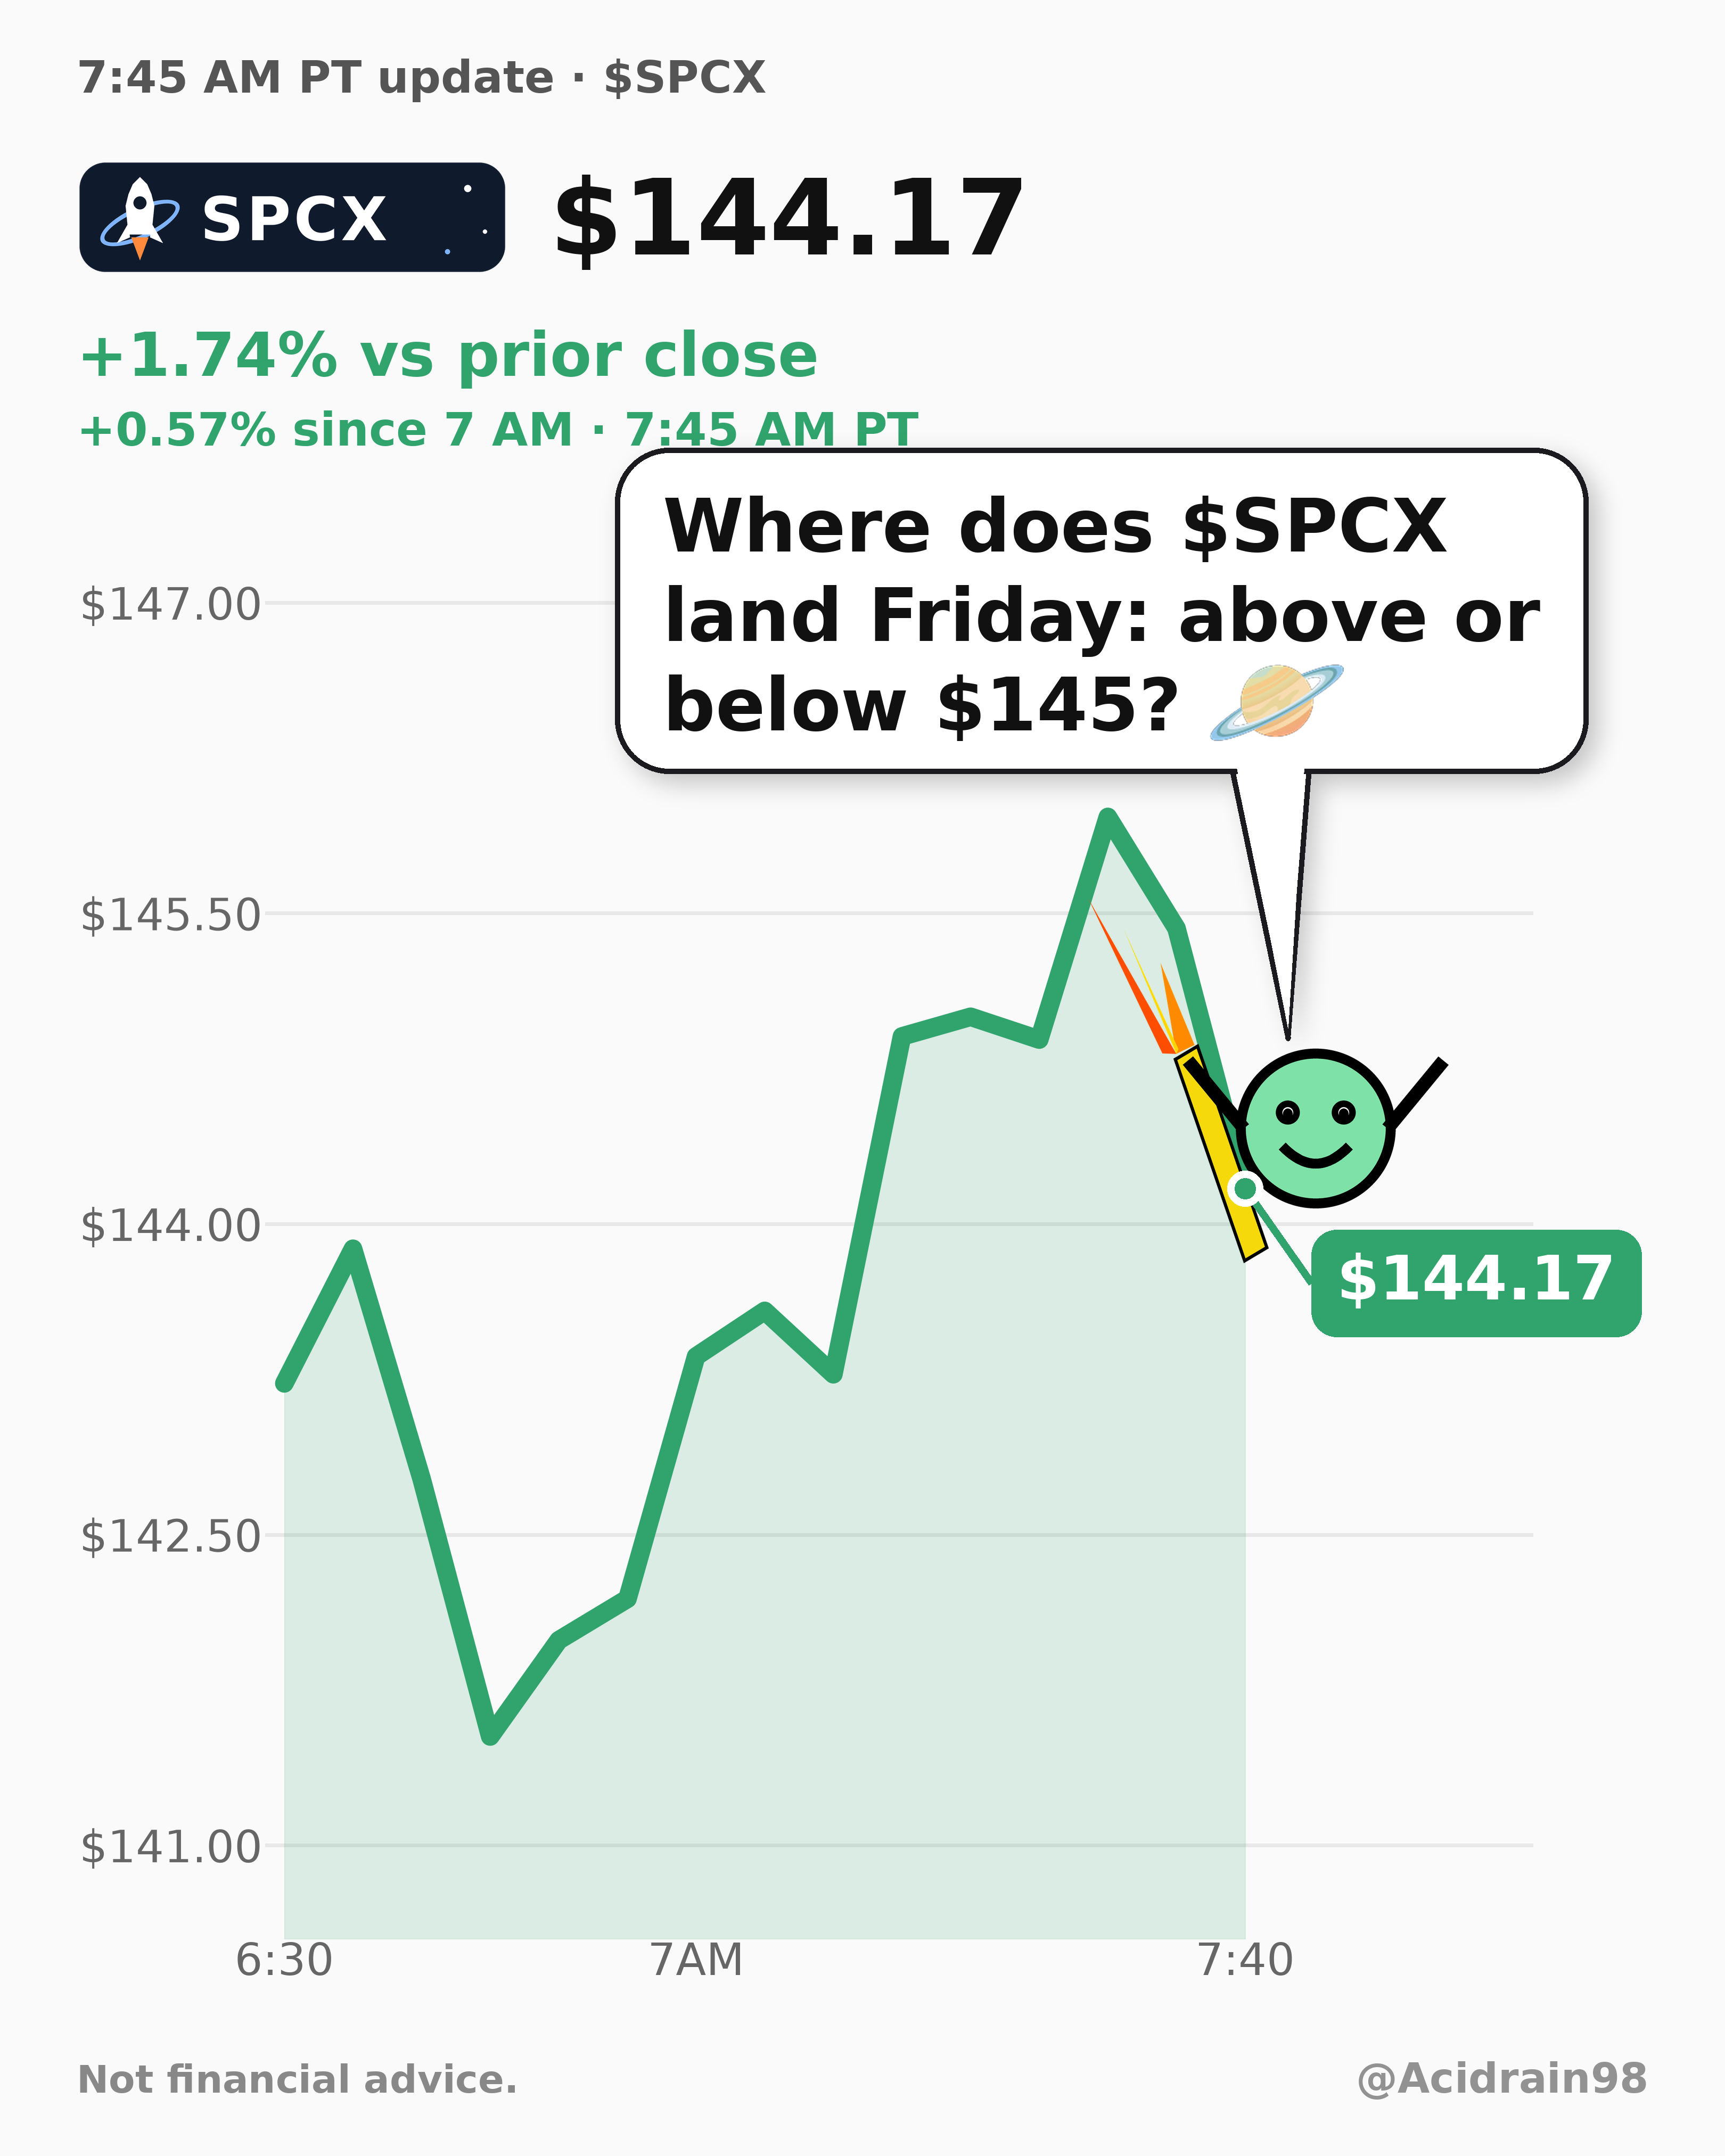 7:45 AM PT update · $SPCX
SPCX
$144.17
+1.74% vs prior close
+0.57% since 7 AM · 7:45 AM PT
Where does $SPCX
land Friday: above or
below $145? 🪐
$147.00
$145.50
$144.00
$144.17
$142.50
$141.00
6:30
7AM
7:40
Not financial advice.
@Acidrain98